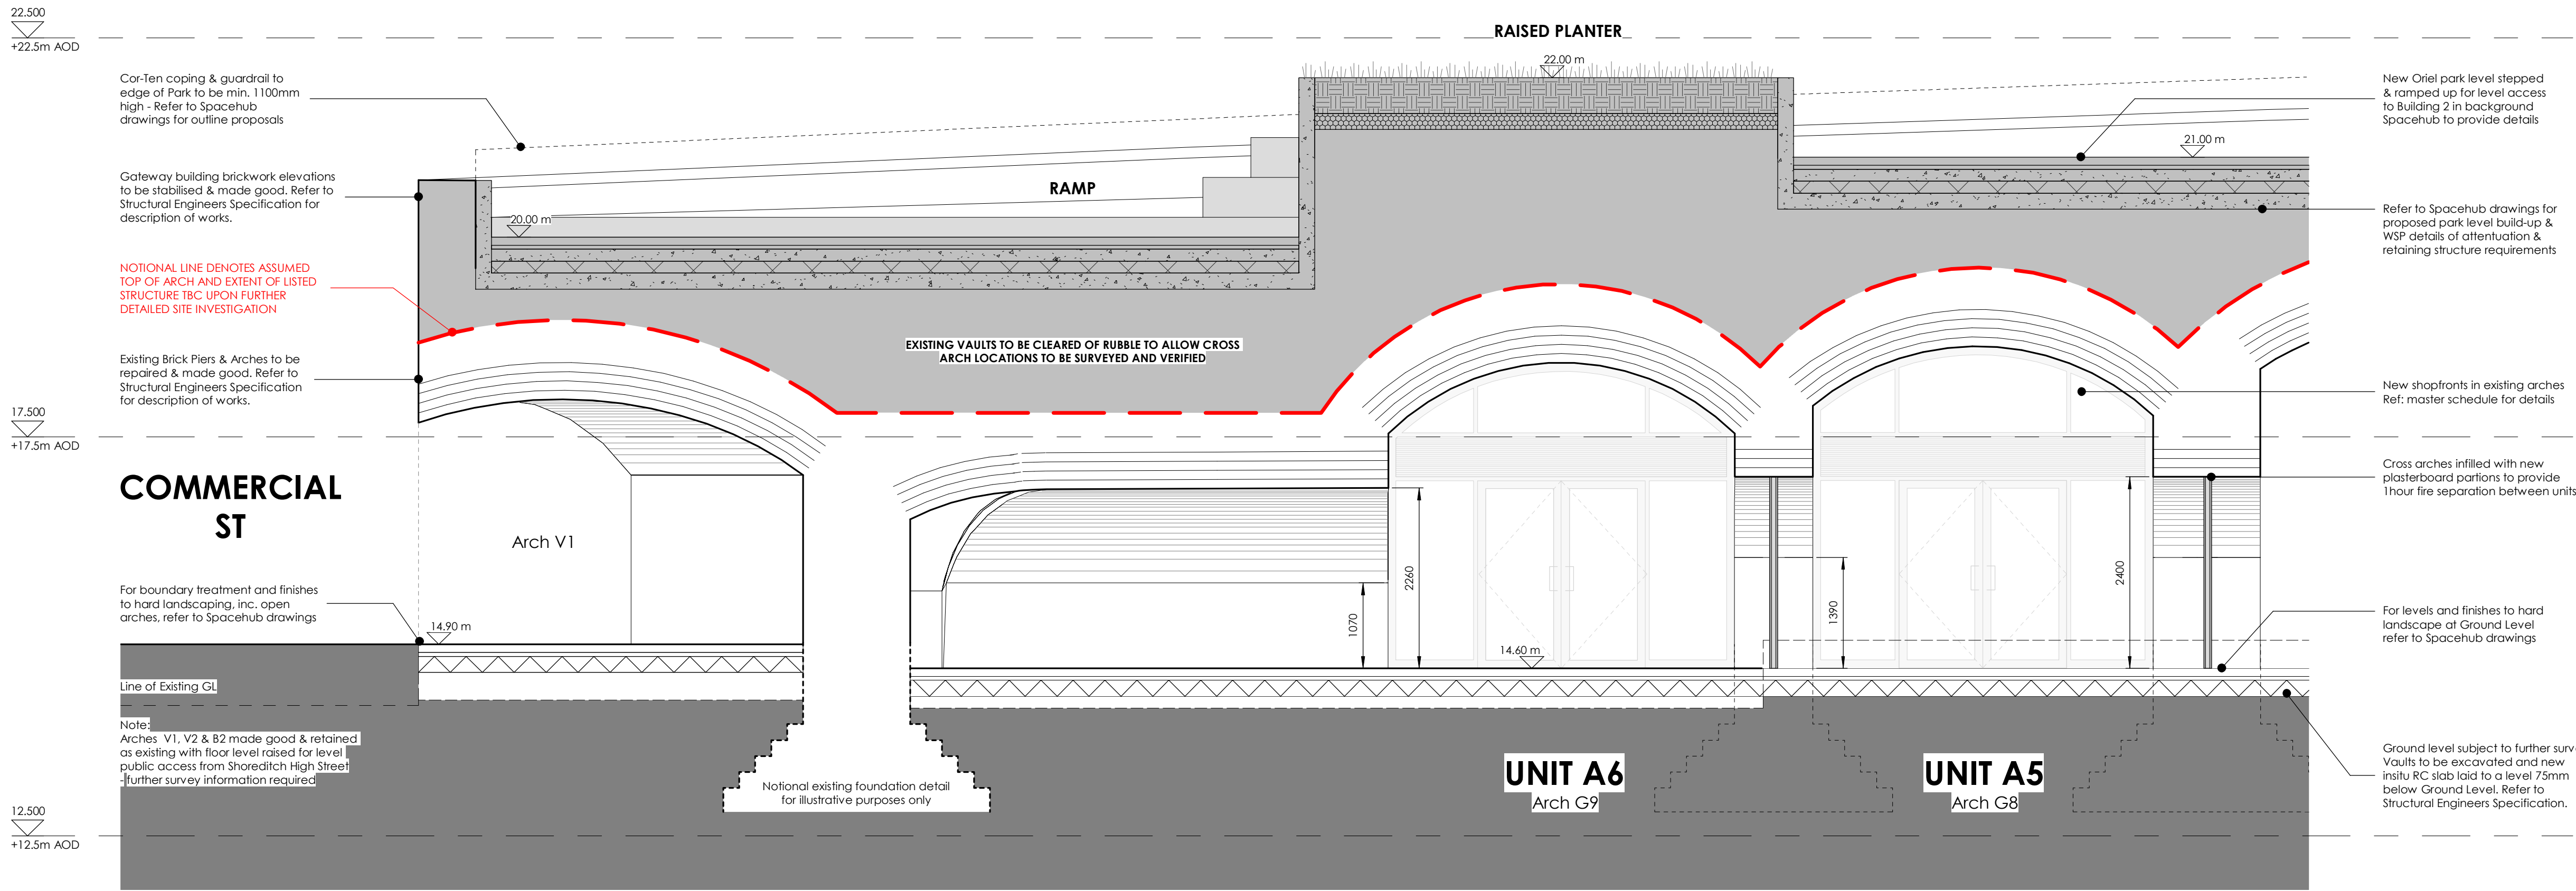 22.500
+22.5m AOD
RAISED PLANTER
22.00 m
Cor-Ten coping & guardrail to
edge of Park to be min. 1100mm
high - Refer to Spacehub
drawings for outline proposals
New Oriel park level stepped
& ramped up for level access
to Building 2 in background
Spacehub to provide details
21.00 m
Gateway building brickwork elevations
to be stabilised & made good. Refer to
Structural Engineers Specification for
description of works.
RAMP
20.00 m
Refer to Spacehub drawings for
proposed park level build-up &
WSP details of attentuation &
retaining structure requirements
NOTIONAL LINE DENOTES ASSUMED
TOP OF ARCH AND EXTENT OF LISTED
STRUCTURE TBC UPON FURTHER
DETAILED SITE INVESTIGATION
EXISTING VAULTS TO BE CLEARED OF RUBBLE TO ALLOW CROSS
ARCH LOCATIONS TO BE SURVEYED AND VERIFIED
Existing Brick Piers & Arches to be
repaired & made good. Refer to
Structural Engineers Specification
for description of works.
New shopfronts in existing arches
Ref: master schedule for details
17.500
+17.5m AOD
COMMERCIAL
ST
Cross arches infilled with new
plasterboard partions to provide
1hour fire separation between units
Arch V1
2260
1070
1390
2400
For boundary treatment and finishes
to hard landscaping, inc. open
arches, refer to Spacehub drawings
14.90 m
14.60 m
For levels and finishes to hard
landscape at Ground Level
refer to Spacehub drawings
Line of Existing GL
Note:
Arches V1, V2 & B2 made good & retained
as existing with floor level raised for level
public access from Shoreditch High Street
- further survey information required
Notional existing foundation detail
for illustrative purposes only
UNIT A6
Arch G9
UNIT A5
Arch G8
Ground level subject to further
Vaults to be excavated and new
insitu RC slab laid to a level 75mm
below Ground Level. Refer to
Structural Engineers Specification.
12.500
+12.5m AOD